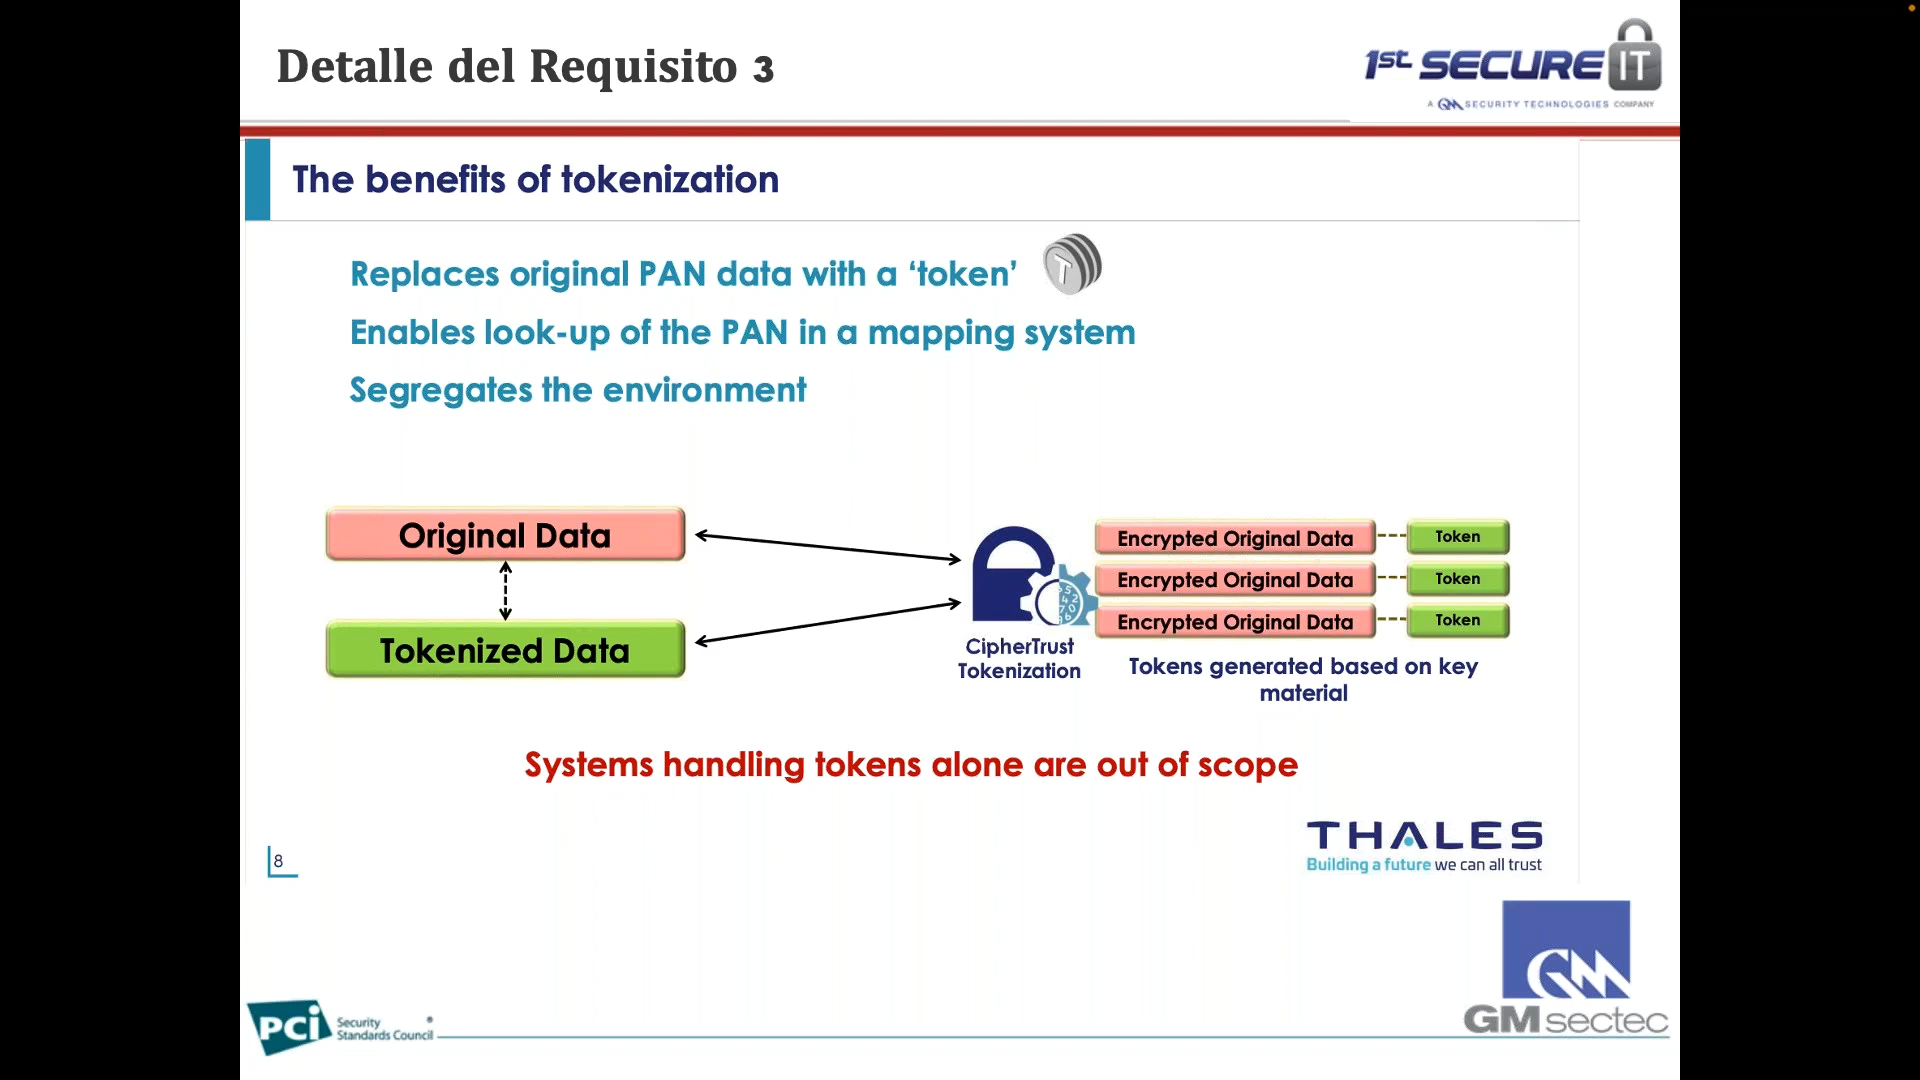 Detalle del Requisito 3
1st SECURE IT
A GM SECURITY TECHNOLOGIES COMPANY
The benefits of tokenization
Replaces original PAN data with a ‘token’
T
Enables look-up of the PAN in a mapping system
Segregates the environment
Original Data
Tokenized Data
CipherTrust
Tokenization
Encrypted Original Data
Token
Encrypted Original Data
Token
Encrypted Original Data
Token
Tokens generated based on key
material
Systems handling tokens alone are out of scope
8
THALES
Building a future we can all trust
GM
GM sectec
PCi Security
Standards Council